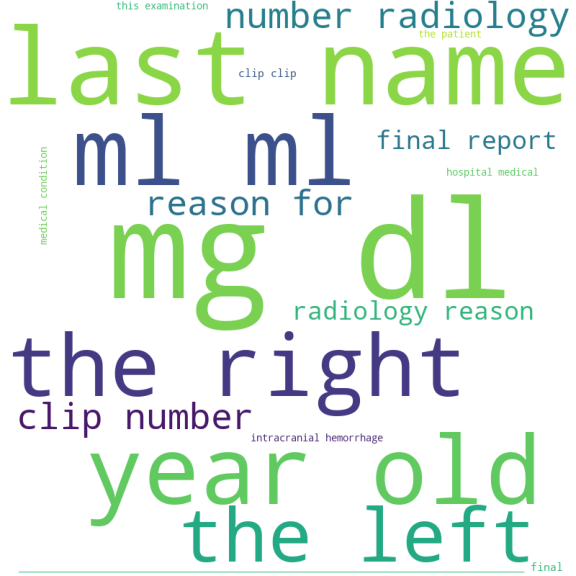 this examination
number radiology
the patient
last name
clip clip
ml ml
final report
medical condition
hospital medical
reason for
mg dl
radiology reason
the right
clip number
intracranial hemorrhage
year old
the left
final